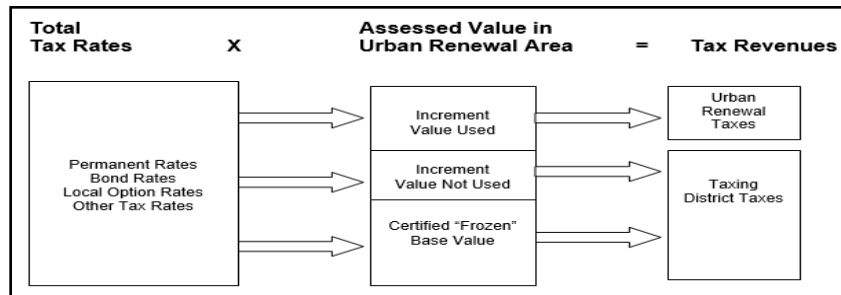 Total
Tax Rates X Assessed Value in
Urban Renewal Area = Tax Revenues
Permanent Rates
Bond Rates
Local Option Rates
Other Tax Rates
Increment
Value Used
Increment
Value Not Used
Certified “Frozen”
Base Value
Urban
Renewal
Taxes
Taxing
District Taxes